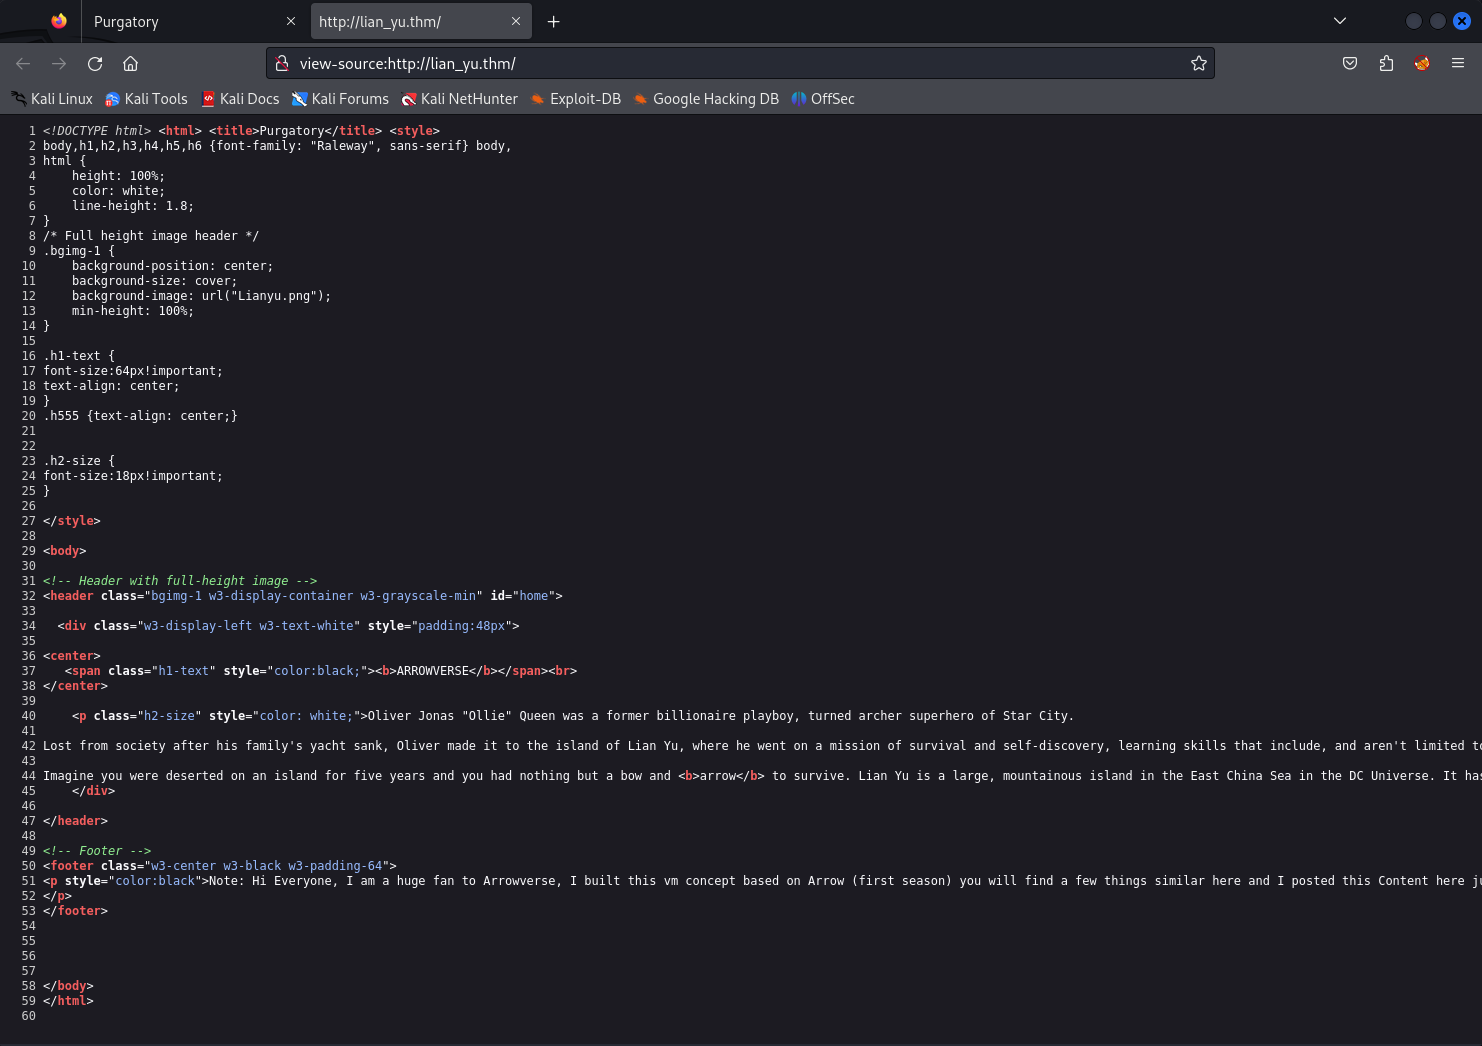 Purgatory
http://lian_yu.thm/
view-source:http://lian_yu.thm/
Kali Linux Kali Tools Kali Docs Kali Forums Kali NetHunter Exploit-DB Google Hacking DB OffSec
1 <!DOCTYPE html> <html> <title>Purgatory</title> <style>
2 body,h1,h2,h3,h4,h5,h6 {font-family: "Raleway", sans-serif} body,
3 html {
4     height: 100%;
5     color: white;
6     line-height: 1.8;
7 }
8 /* Full height image header */
9 .bgimg-1 {
10     background-position: center;
11     background-size: cover;
12     background-image: url("Lianyu.png");
13     min-height: 100%;
14 }
15
16 .h1-text {
17 font-size:64px!important;
18 text-align: center;
19 }
20 .h555 {text-align: center;}
21
22
23 .h2-size {
24 font-size:18px!important;
25 }
26
27 </style>
28
29 <body>
30
31 <!-- Header with full-height image -->
32 <header class="bgimg-1 w3-display-container w3-grayscale-min" id="home">
33
34   <div class="w3-display-left w3-text-white" style="padding:48px">
35
36 <center>
37    <span class="h1-text" style="color:black;"><b>ARROWVERSE</b></span><br>
38 </center>
39
40     <p class="h2-size" style="color: white;">Oliver Jonas "Ollie" Queen was a former billionaire playboy, turned archer superhero of Star City.
41
42 Lost from society after his family's yacht sank, Oliver made it to the island of Lian Yu, where he went on a mission of survival and self-discovery, learning skills that include, and aren't limited to
43
44 Imagine you were deserted on an island for five years and you had nothing but a bow and <b>arrow</b> to survive. Lian Yu is a large, mountainous island in the East China Sea in the DC Universe. It has
45     </div>
46
47 </header>
48
49 <!-- Footer -->
50 <footer class="w3-center w3-black w3-padding-64">
51 <p style="color:black">Note: Hi Everyone, I am a huge fan to Arrowverse, I built this vm concept based on Arrow (first season) you will find a few things similar here and I posted this Content here
52 </p>
53 </footer>
54
55
56
57
58 </body>
59 </html>
60